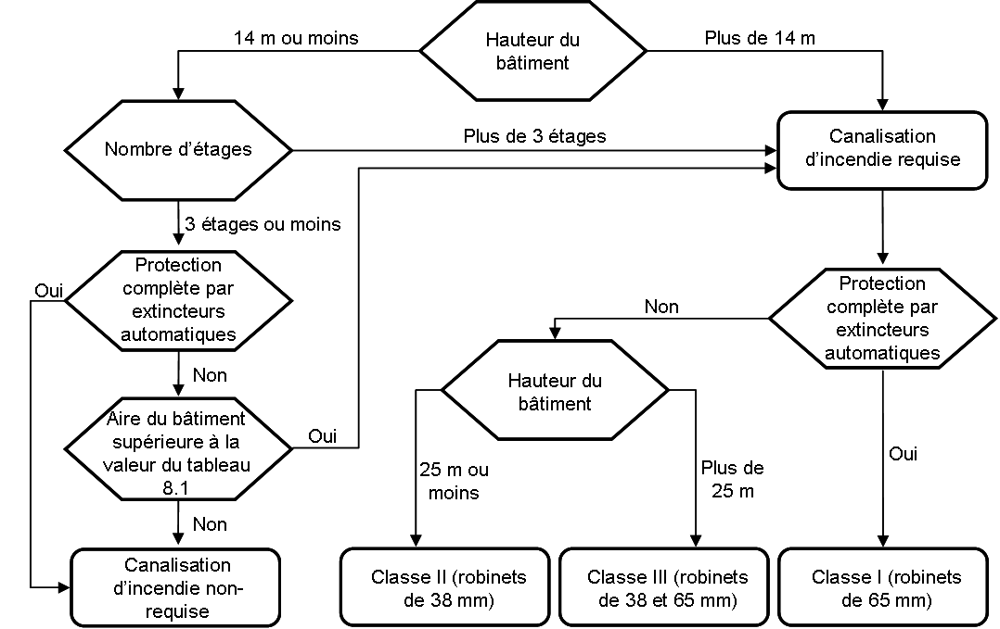 Hauteur du
bâtiment
14 m ou moins
Plus de 14 m
Nombre d'étages
Plus de 3 étages
Canalisation
d'incendie requise
3 étages ou moins
Protection
complète par
extincteurs
automatiques
Oui
Non
Aire du bâtiment
supérieure à la
valeur du tableau
8.1
Oui
Non
Canalisation
d'incendie non-
requise
Protection
complète par
extincteurs
automatiques
Non
Hauteur du
bâtiment
25 m ou
moins
Plus de
25 m
Oui
Classe II (robinets
de 38 mm)
Classe III (robinets
de 38 et 65 mm)
Classe I (robinets
de 65 mm)